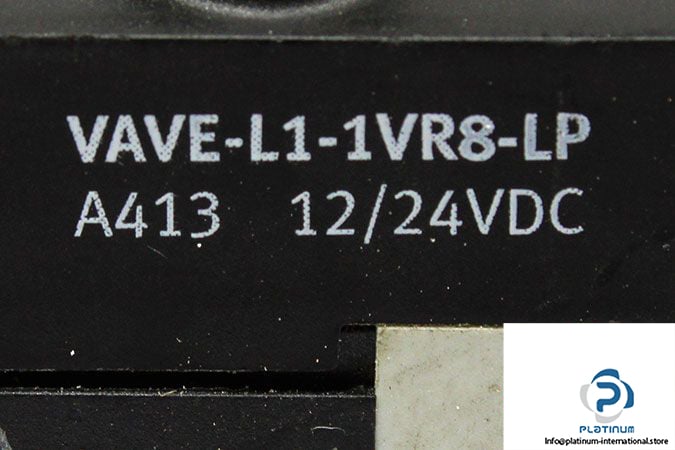 VAVE-L1-1VR8-LP
A413 12/24VDC
PLATINUM
Info@platinum-international.store